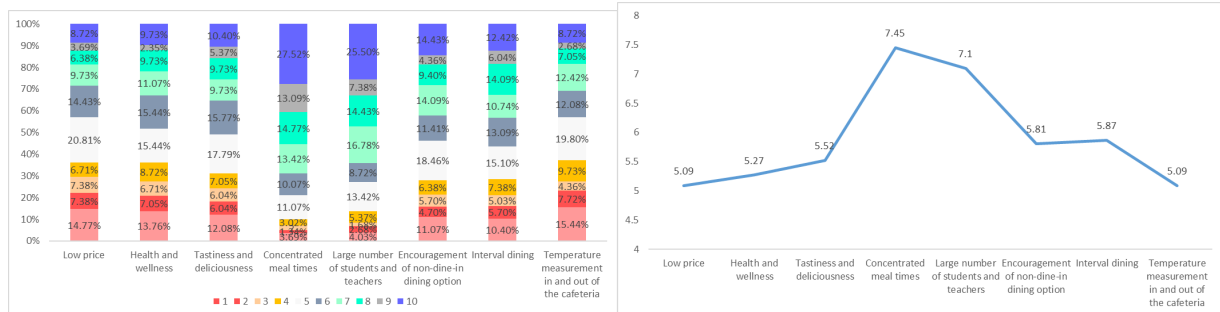 100%
90%
80%
70%
60%
50%
40%
30%
20%
10%
0%
8.72%
3.69%
6.38%
9.73%
14.43%
20.81%
6.71%
7.38%
7.38%
14.77%
9.73%
2.35%
9.73%
11.07%
15.44%
15.44%
8.72%
6.71%
7.05%
13.76%
10.40%
5.37%
9.73%
9.73%
15.77%
17.79%
7.05%
6.04%
6.04%
12.08%
27.52%
13.09%
14.77%
13.42%
10.07%
11.07%
3.02%
3.69%
25.50%
7.38%
14.43%
16.78%
8.72%
13.42%
5.37%
1.68%
2.68%
4.03%
14.43%
4.36%
9.40%
14.09%
11.41%
18.46%
6.38%
5.70%
4.70%
11.07%
12.42%
6.04%
14.09%
10.74%
13.09%
15.10%
7.38%
5.03%
5.70%
10.40%
8.72%
2.68%
7.05%
12.42%
12.08%
19.80%
9.73%
4.36%
7.72%
15.44%
Low price
Health and
wellness
Tastiness and
deliciousness
Concentrated
meal times
Large number
of students and
teachers
Encouragement
of non-dine-in
dining option
Interval dining
Temperature
measurement
in and out of
the cafeteria
1 2 3 4 5 6 7 8 9 10
8
7.5
7
6.5
6
5.5
5
4.5
4
5.09
5.27
5.52
7.45
7.1
5.81
5.87
5.09
Low price
Health and
wellness
Tastiness and
deliciousness
Concentrated
meal times
Large number of
students and
teachers
Encouragement
of non-dine-in
dining option
Interval dining
Temperature
measurement
in and out of
the cafeteria